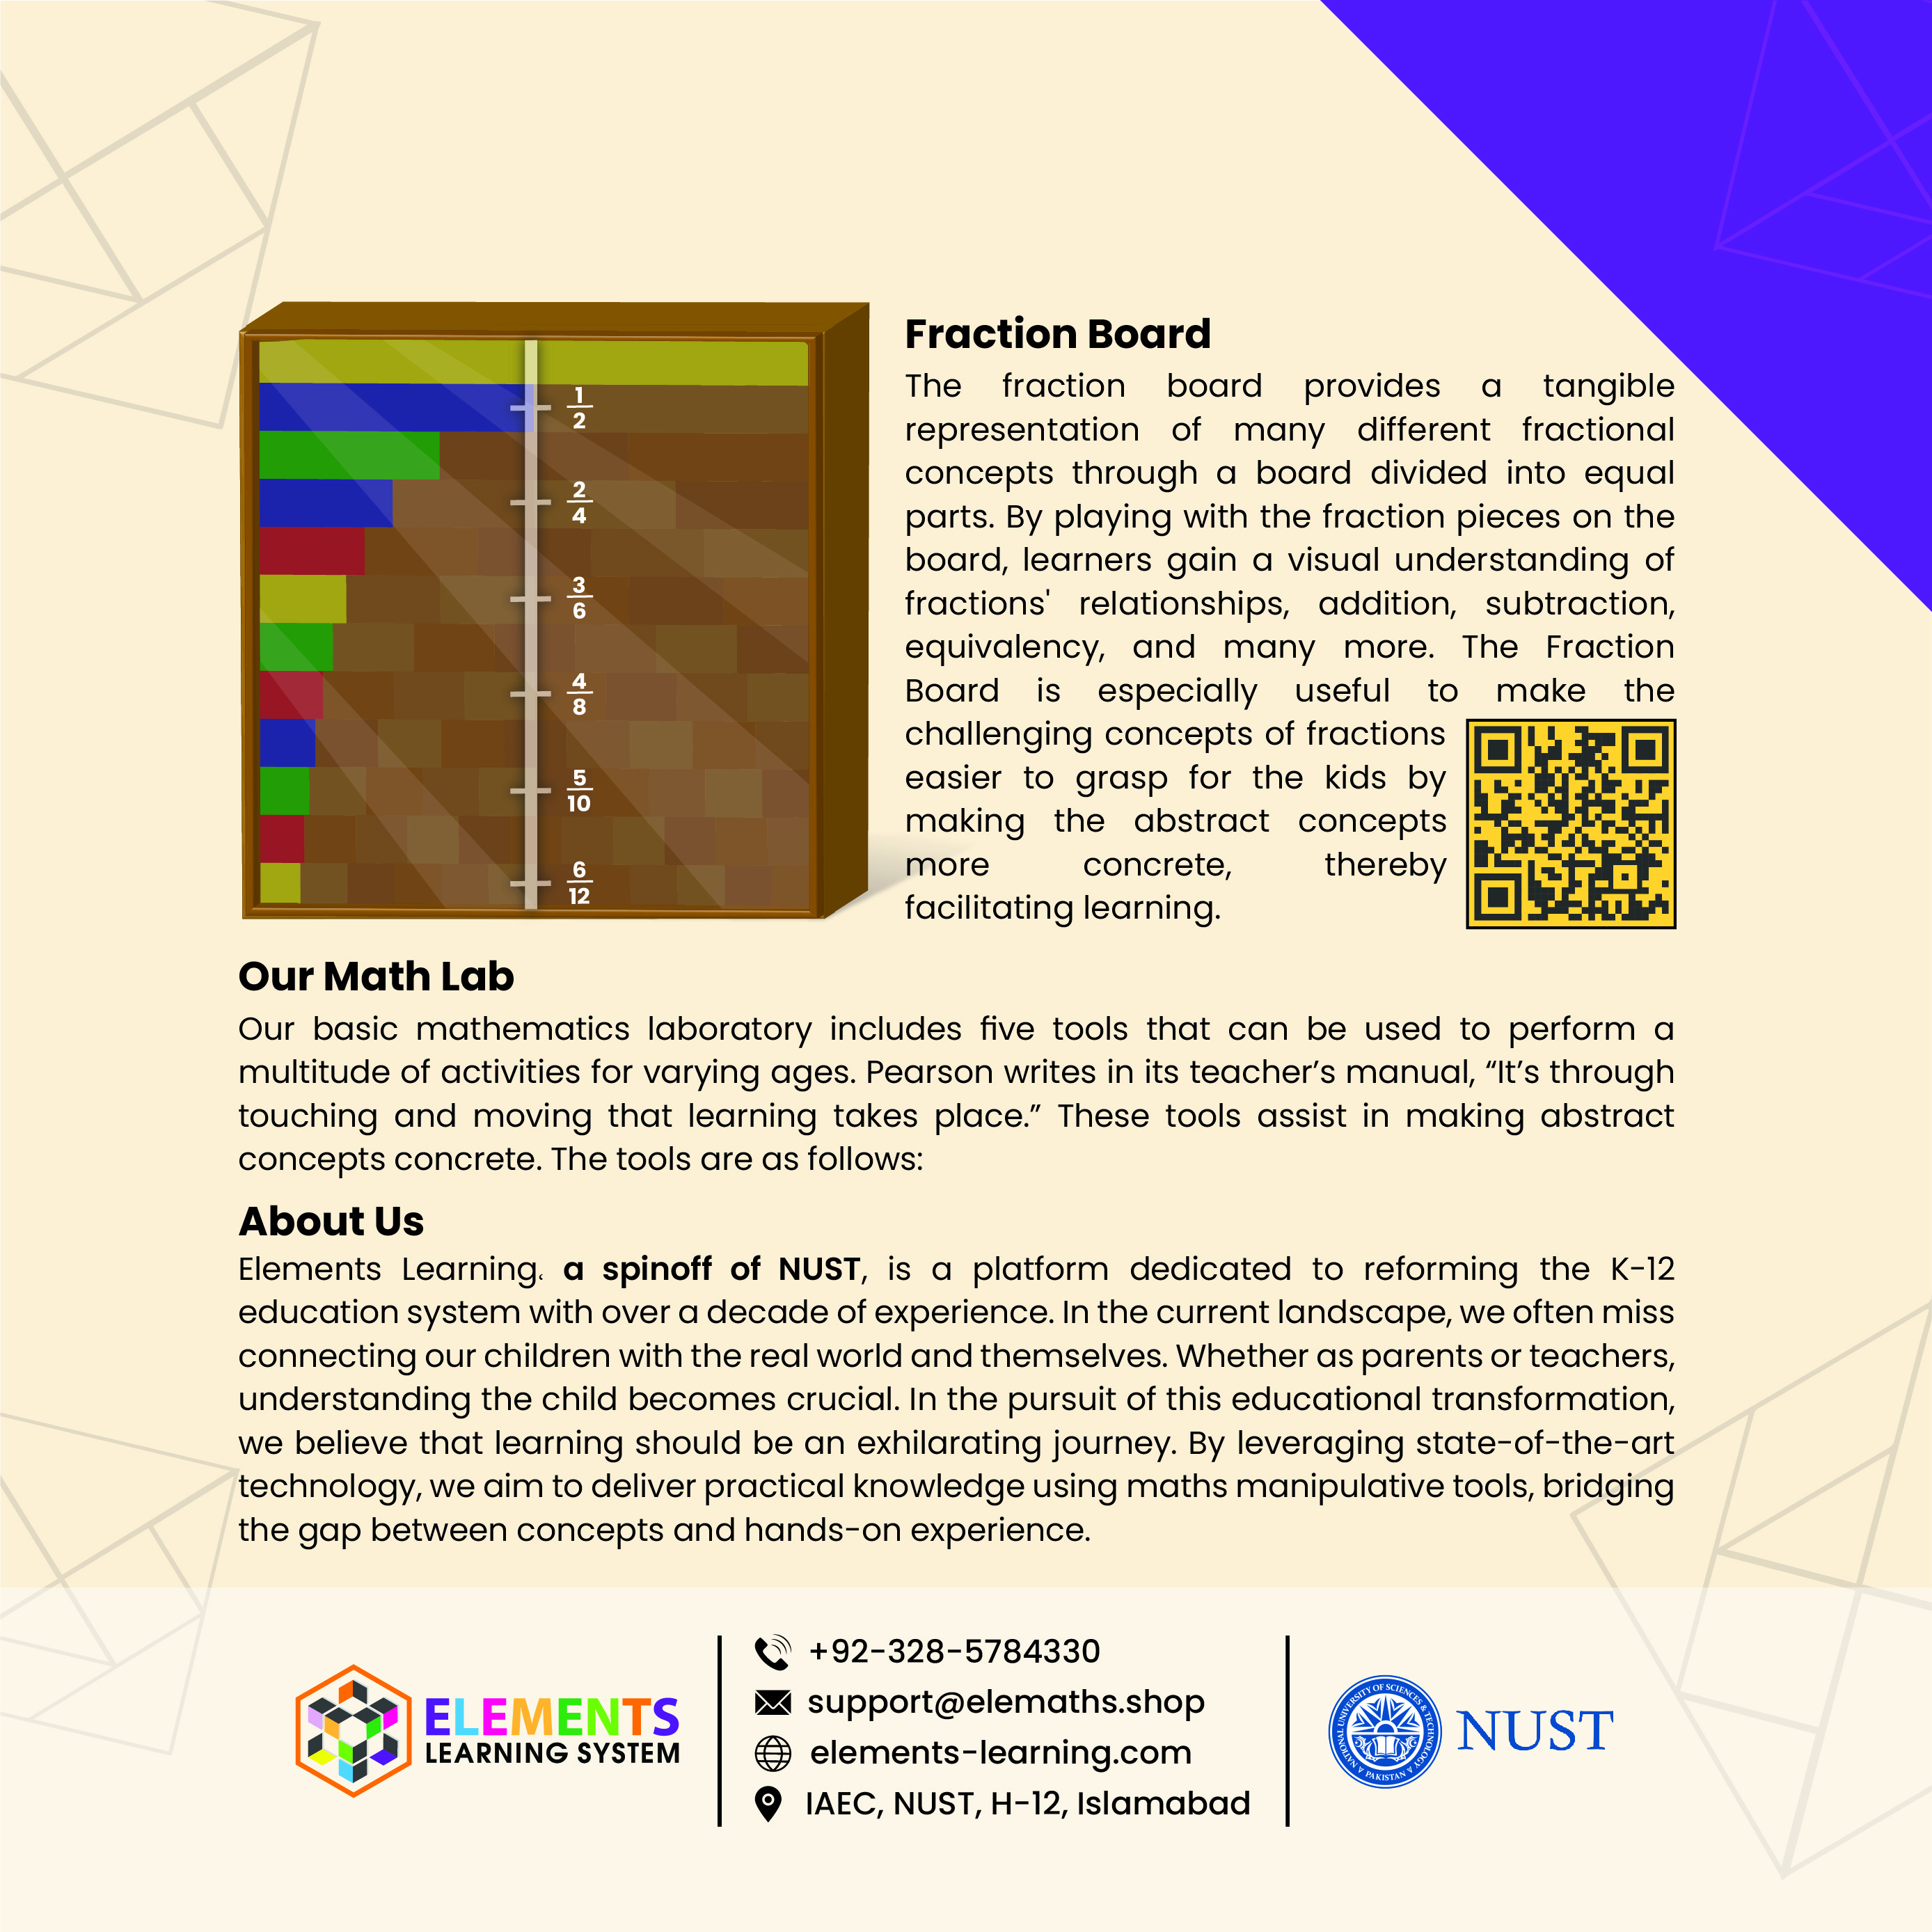 Fraction Board
The fraction board provides a tangible
representation of many different fractional
concepts through a board divided into equal
parts. By playing with the fraction pieces on the
board, learners gain a visual understanding of
fractions' relationships, addition, subtraction,
equivalency, and many more. The Fraction
Board is especially useful to make the
challenging concepts of fractions
easier to grasp for the kids by
making the abstract concepts
more concrete, thereby
facilitating learning.
1
2
2
4
3
6
4
8
5
10
6
12
Our Math Lab
Our basic mathematics laboratory includes five tools that can be used to perform a
multitude of activities for varying ages. Pearson writes in its teacher’s manual, “It’s through
touching and moving that learning takes place.” These tools assist in making abstract
concepts concrete. The tools are as follows:
About Us
Elements Learning, a spinoff of NUST, is a platform dedicated to reforming the K-12
education system with over a decade of experience. In the current landscape, we often miss
connecting our children with the real world and themselves. Whether as parents or teachers,
understanding the child becomes crucial. In the pursuit of this educational transformation,
we believe that learning should be an exhilarating journey. By leveraging state-of-the-art
technology, we aim to deliver practical knowledge using maths manipulative tools, bridging
the gap between concepts and hands-on experience.
ELEMENTS
LEARNING SYSTEM
+92-328-5784330
support@elemaths.shop
elements-learning.com
IAEC, NUST, H-12, Islamabad
NATIONAL UNIVERSITY OF SCIENCES & TECHNOLOGY
PAKISTAN
NUST